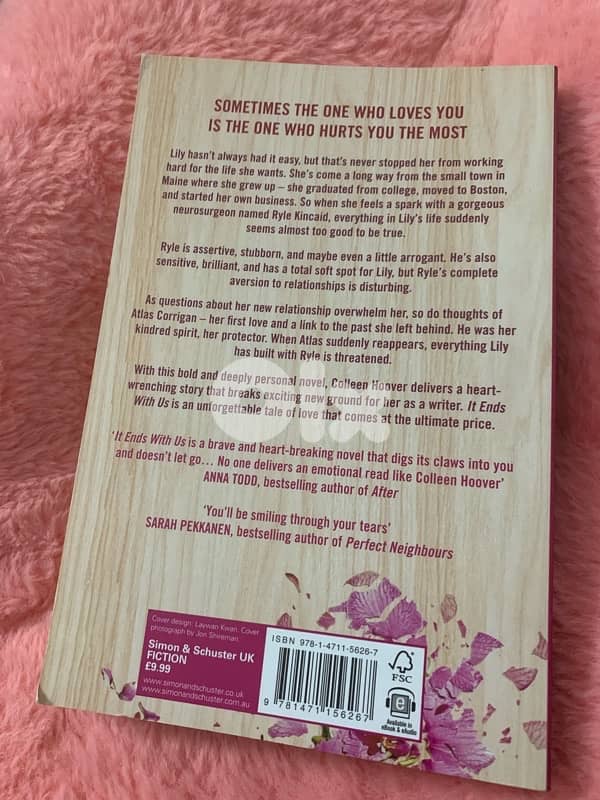 SOMETIMES THE ONE WHO LOVES YOU
IS THE ONE WHO HURTS YOU THE MOST
Lily hasn't always had it easy, but that's never stopped her from working
hard for the life she wants. She's come a long way from the small town in
Maine where she grew up – she graduated from college, moved to Boston,
and started her own business. So when she feels a spark with a gorgeous
neurosurgeon named Ryle Kincaid, everything in Lily's life suddenly
seems almost too good to be true.
Ryle is assertive, stubborn, and maybe even a little arrogant. He's also
sensitive, brilliant, and has a total soft spot for Lily, but Ryle's complete
aversion to relationships is disturbing.
As questions about her new relationship overwhelm her, so do thoughts of
Atlas Corrigan – her first love and a link to the past she left behind. He was her
kindred spirit, her protector. When Atlas suddenly reappears, everything Lily
has built with Ryle is threatened.
With this bold and deeply personal novel, Colleen Hoover delivers a heart-
wrenching story that breaks exciting new ground for her as a writer. It Ends
With Us is an unforgettable tale of love that comes at the ultimate price.
olx
'It Ends With Us is a brave and heart-breaking novel that digs its claws into you
and doesn't let go… No one delivers an emotional read like Colleen Hoover'
ANNA TODD, bestselling author of After
'You'll be smiling through your tears'
SARAH PEKKANEN, bestselling author of Perfect Neighbours
Cover design: Laywan Kwan. Cover
photograph by Jon Shireman
Simon & Schuster UK
FICTION
£9.99
www.simonandschuster.co.uk
www.simonandschuster.com.au
ISBN 978-1-4711-5626-7
9 781471 156267
FSC
e
Available in
eBook & eAudio